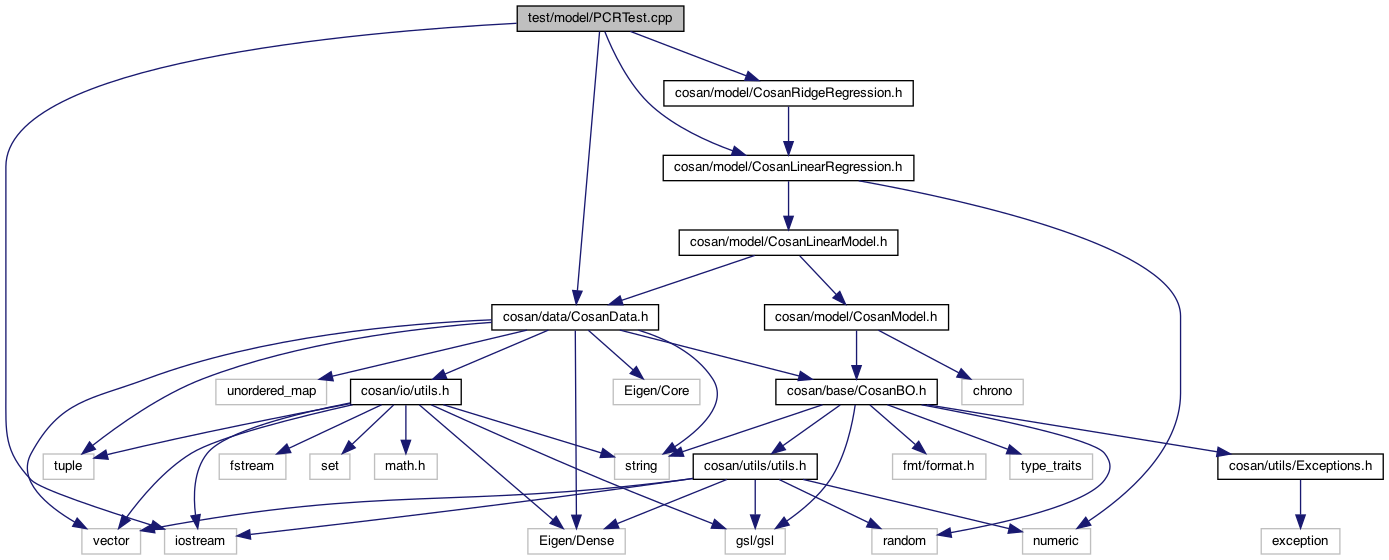 test/model/PCRTest.cpp
cosan/model/CosanRidgeRegression.h
cosan/model/CosanLinearRegression.h
cosan/model/CosanLinearModel.h
cosan/data/CosanData.h
cosan/model/CosanModel.h
unordered_map
cosan/io/utils.h
Eigen/Core
cosan/base/CosanBO.h
chrono
tuple
fstream
set
math.h
string
cosan/utils/utils.h
fmt/format.h
type_traits
cosan/utils/Exceptions.h
vector
iostream
Eigen/Dense
gsl/gsl
random
numeric
exception